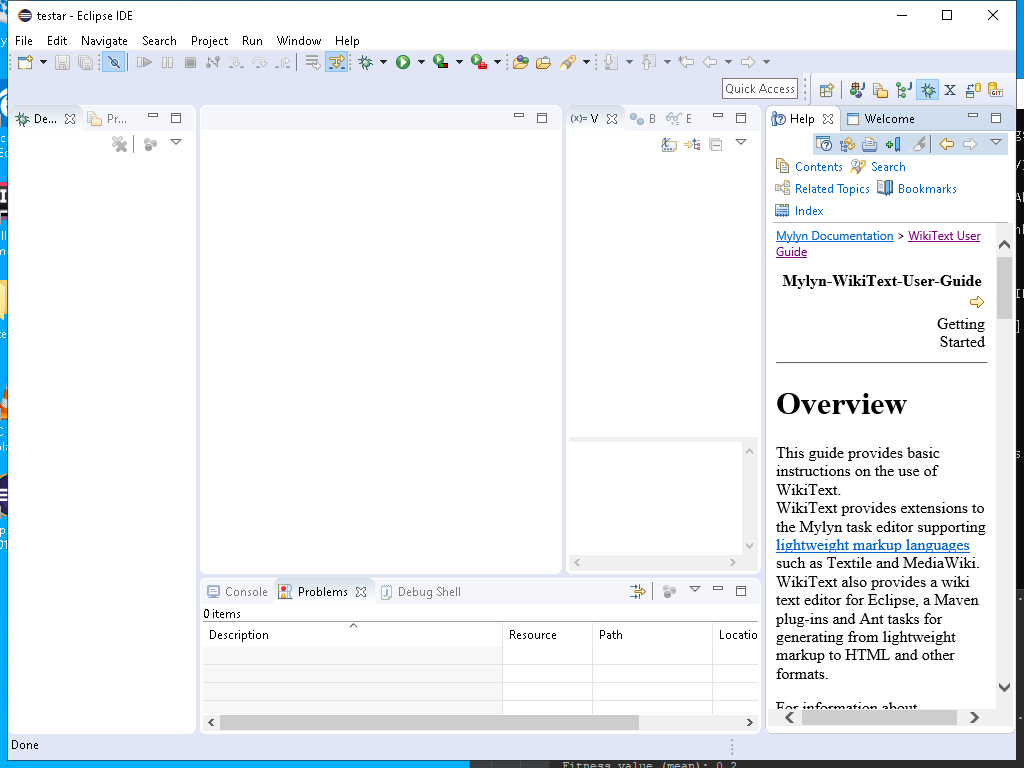 testar - Eclipse IDE
File Edit Navigate Search Project Run Window Help
Quick Access
De... Pr...
(x)= V B E
Help Welcome
Contents Search
Related Topics Bookmarks
Index
Mylyn Documentation > WikiText User
Guide
Mylyn-WikiText-User-Guide
Getting
Started
Overview
This guide provides basic
instructions on the use of
WikiText.
WikiText provides extensions to
the Mylyn task editor supporting
lightweight markup languages
such as Textile and MediaWiki.
WikiText also provides a wiki
text editor for Eclipse, a Maven
plug-ins and Ant tasks for
generating from lightweight
markup to HTML and other
formats.
For information about
Console Problems Debug Shell
0 items
Description Resource Path Locatio
Done
Fitness value (mean): 0.2